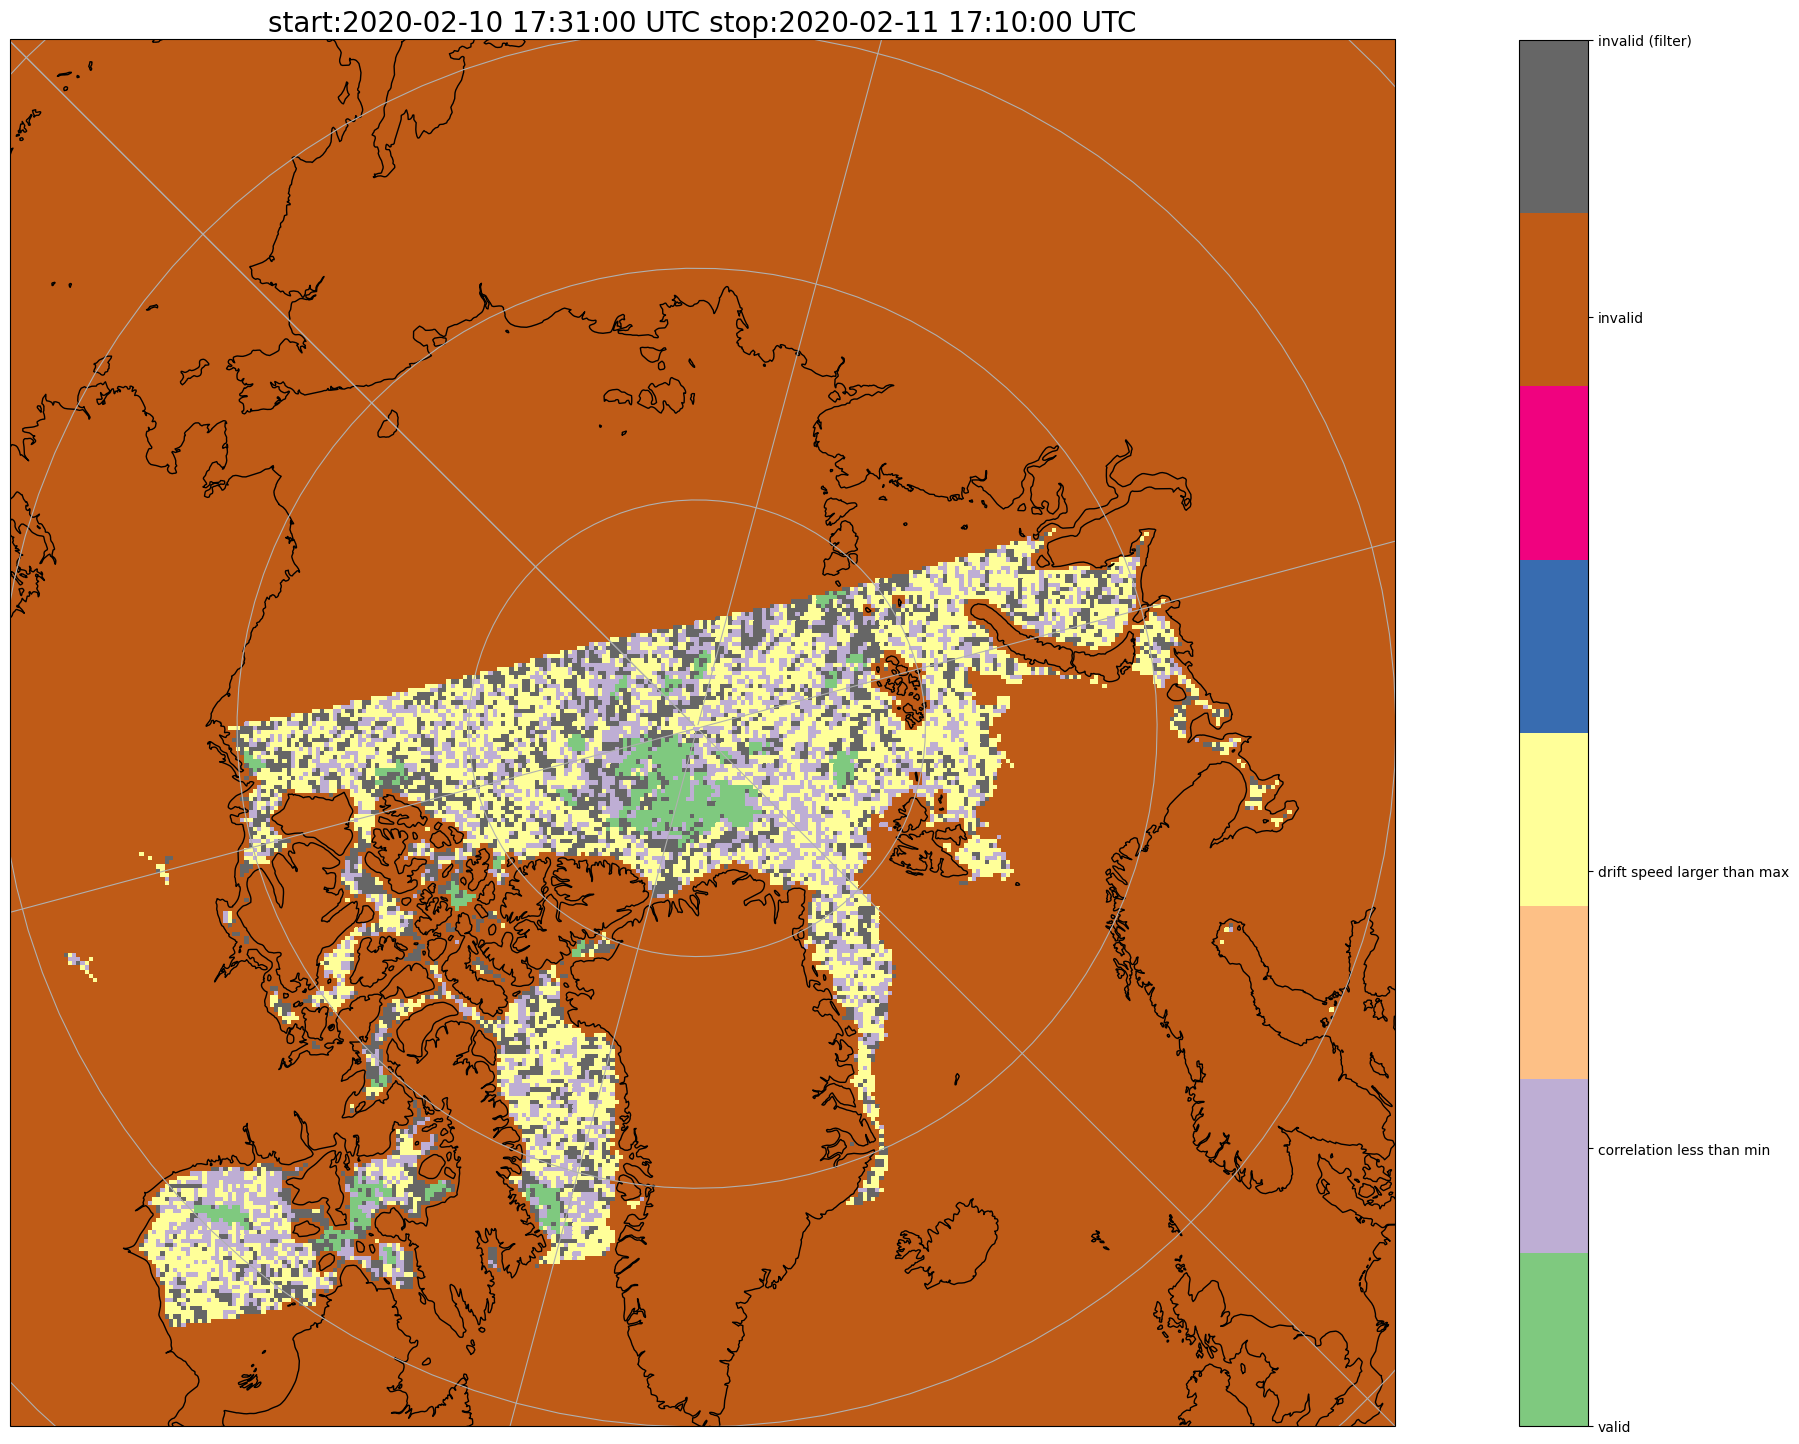 start:2020-02-10 17:31:00 UTC stop:2020-02-11 17:10:00 UTC
invalid (filter)
invalid
drift speed larger than max
correlation less than min
valid